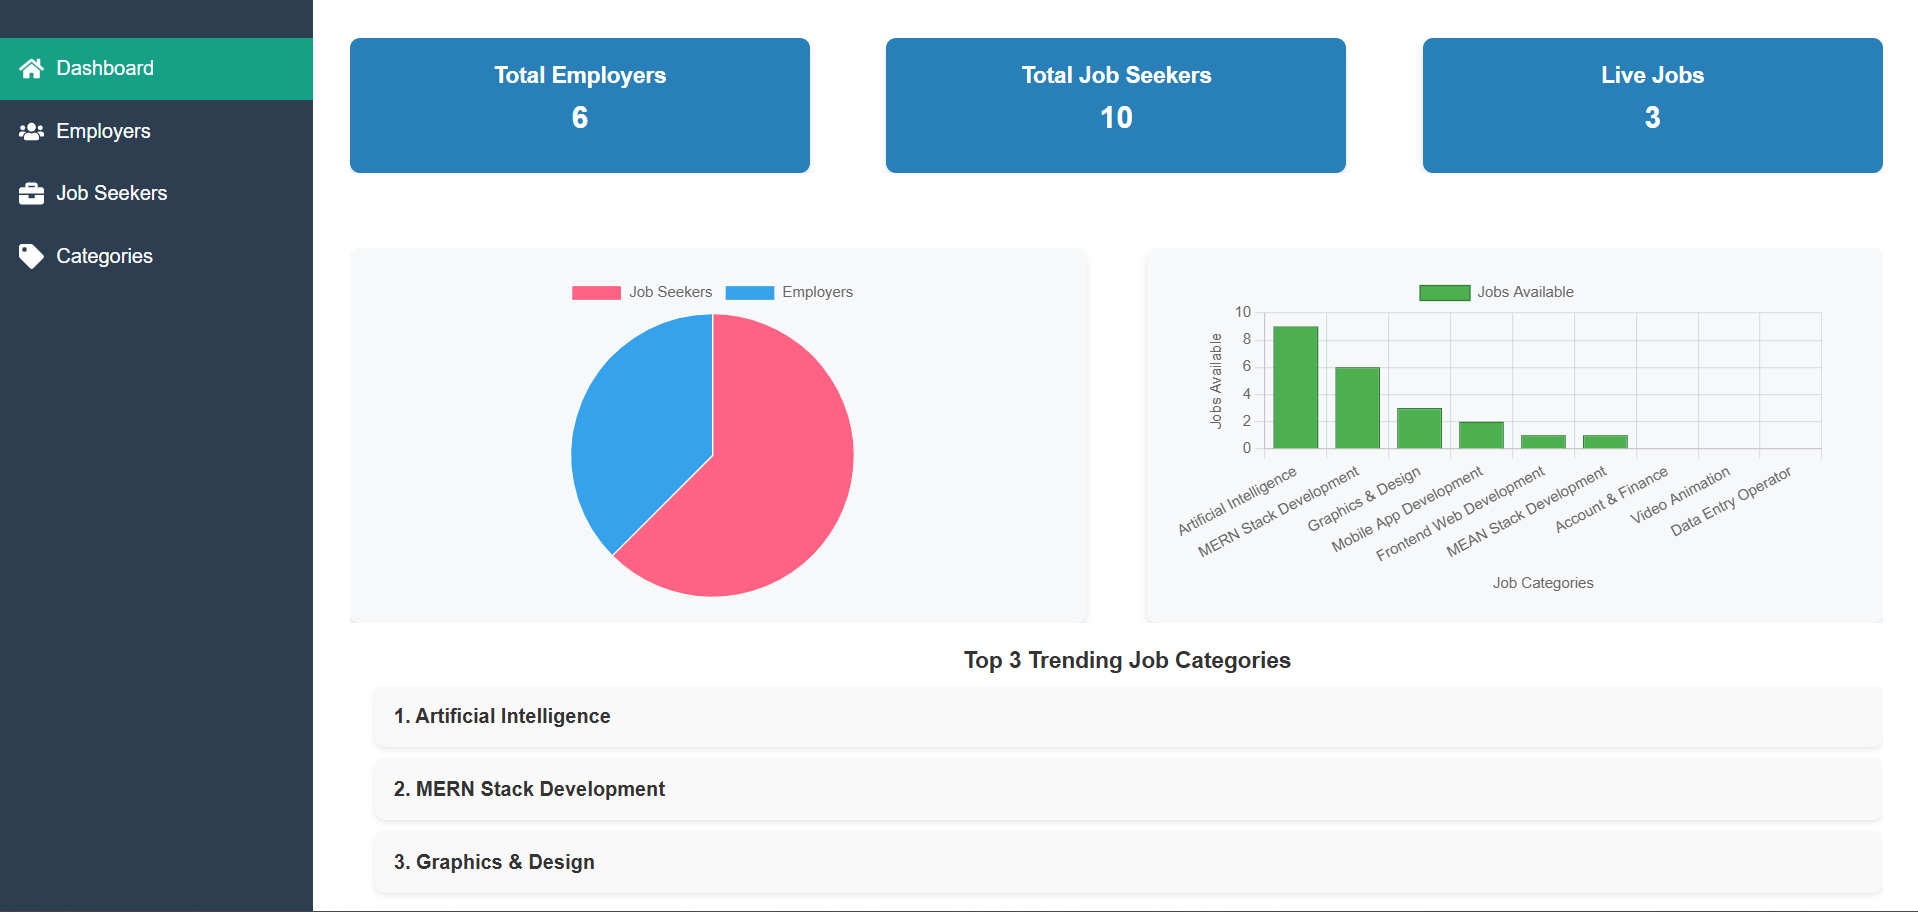 Dashboard
Employers
Job Seekers
Categories
Total Employers
6
Total Job Seekers
10
Live Jobs
3
Job Seekers
Employers
Jobs Available
Jobs Available
10
8
6
4
2
0
Artificial Intelligence
MERN Stack Development
Graphics & Design
Mobile App Development
Frontend Web Development
MEAN Stack Development
Account & Finance
Video Animation
Data Entry Operator
Job Categories
Top 3 Trending Job Categories
1. Artificial Intelligence
2. MERN Stack Development
3. Graphics & Design